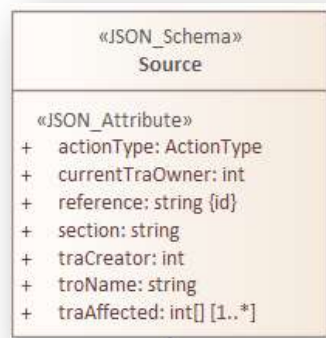 «JSON_Schema»
Source
«JSON_Attribute»
+ actionType: ActionType
+ currentTraOwner: int
+ reference: string {id}
+ section: string
+ traCreator: int
+ troName: string
+ traAffected: int[] [1..*]